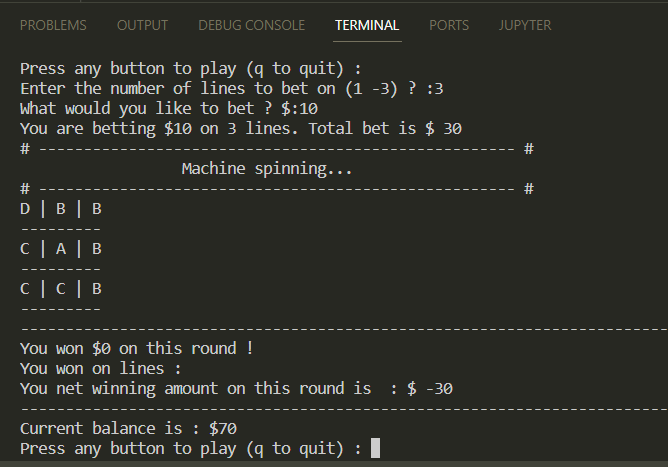 PROBLEMS OUTPUT DEBUG CONSOLE TERMINAL PORTS JUPYTER
Press any button to play (q to quit) :
Enter the number of lines to bet on (1 -3) ? :3
What would you like to bet ? $:10
You are betting $10 on 3 lines. Total bet is $ 30
# ----------------------------------------------------- #
Machine spinning...
# ----------------------------------------------------- #
D | B | B
---------
C | A | B
---------
C | C | B
---------
------------------------------------------------------------------------
You won $0 on this round !
You won on lines :
You net winning amount on this round is  : $ -30
------------------------------------------------------------------------
Current balance is : $70
Press any button to play (q to quit) :